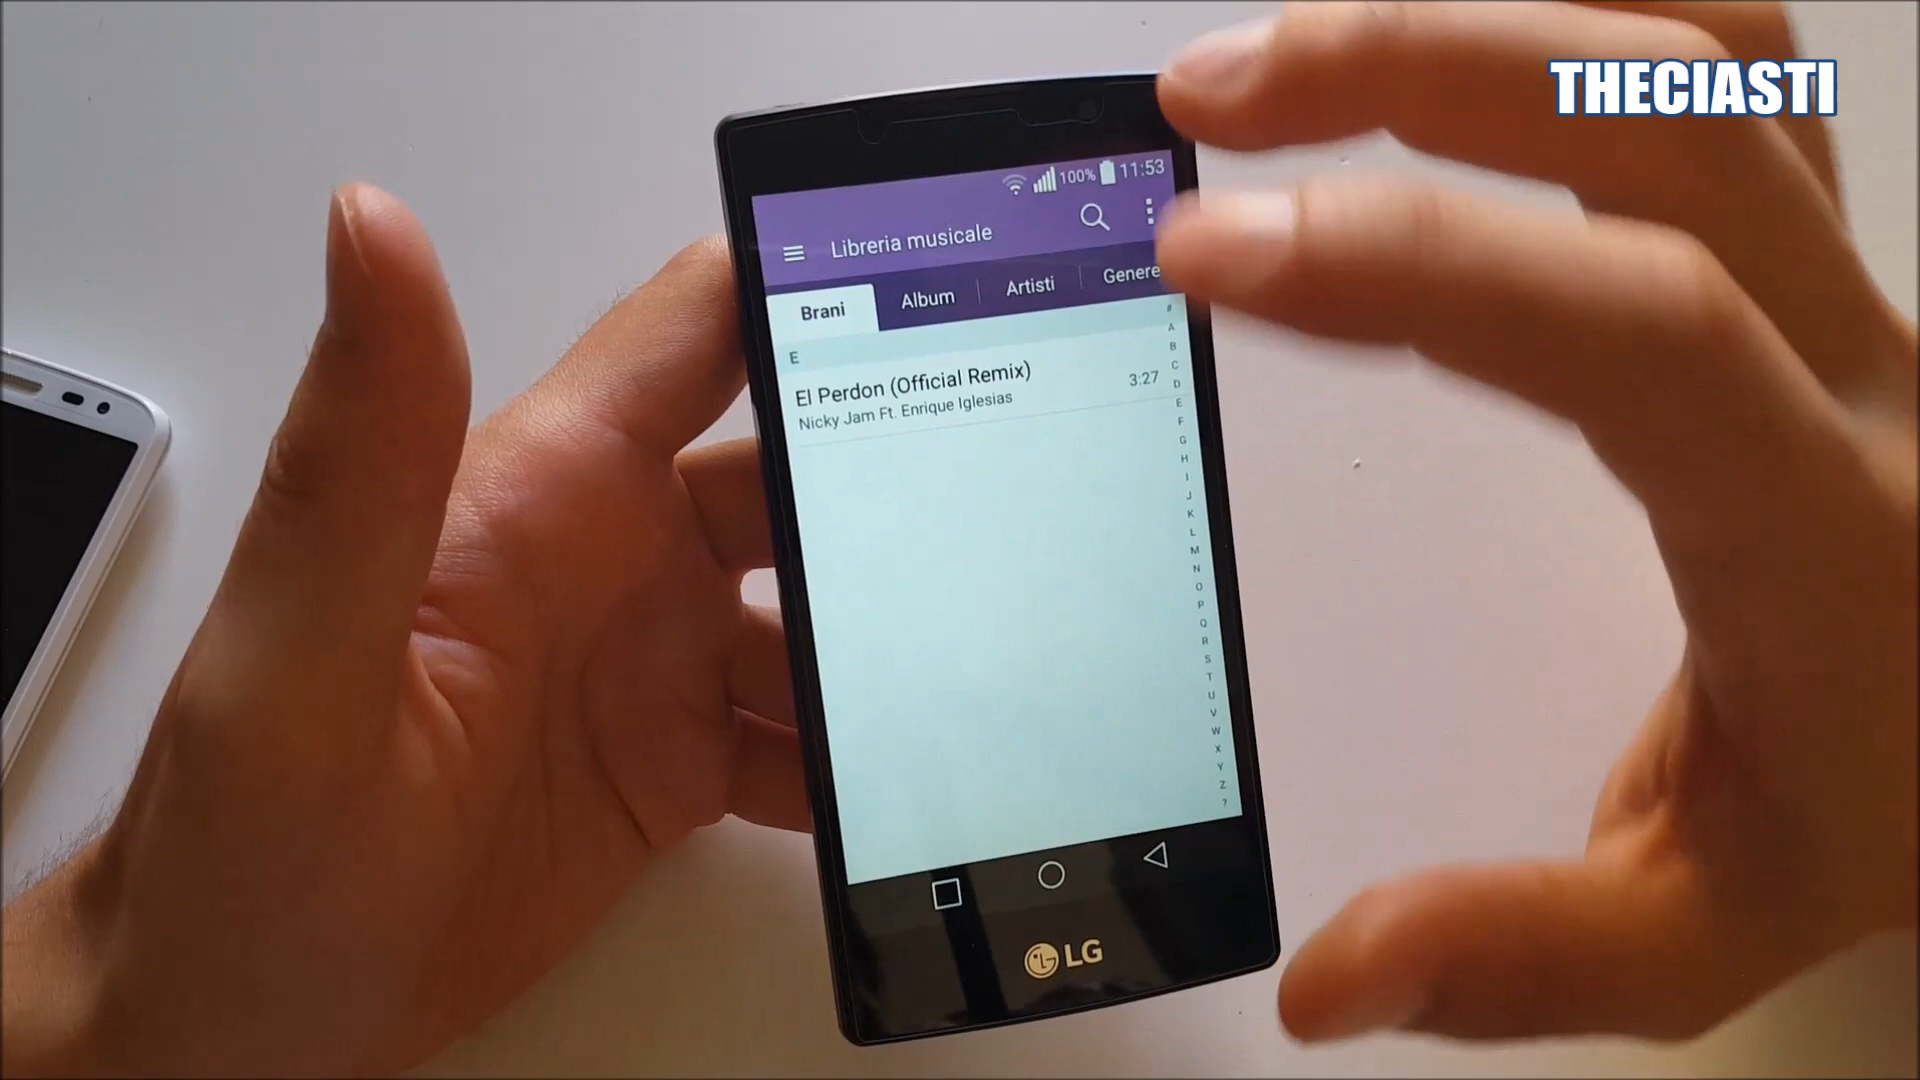 THECIASTI
100% 11:53
Libreria musicale
Brani Album Artisti Genere
E
El Perdon (Official Remix)
3:27
Nicky Jam Ft. Enrique Iglesias
#
A
B
C
D
E
F
G
H
I
J
K
L
M
N
O
P
Q
R
S
T
U
V
W
X
Y
Z
?
LG